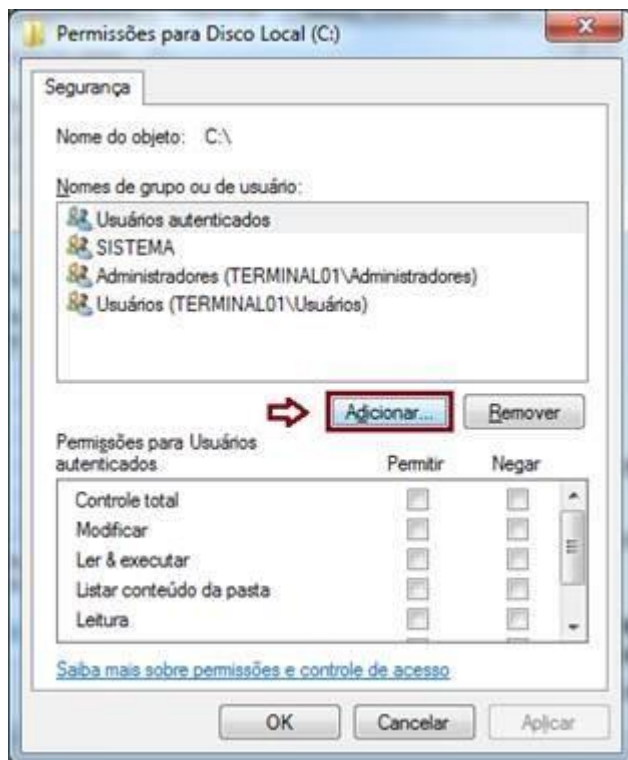 Permissões para Disco Local (C:)
Segurança
Nome do objeto: C:\
Nomes de grupo ou de usuário:
Usuários autenticados
SISTEMA
Administradores (TERMINAL01\Administradores)
Usuários (TERMINAL01\Usuários)
Adicionar... Remover
Permissões para Usuários
autenticados Permitir Negar
Controle total
Modificar
Ler & executar
Listar conteúdo da pasta
Leitura
Saiba mais sobre permissões e controle de acesso
OK Cancelar Aplicar